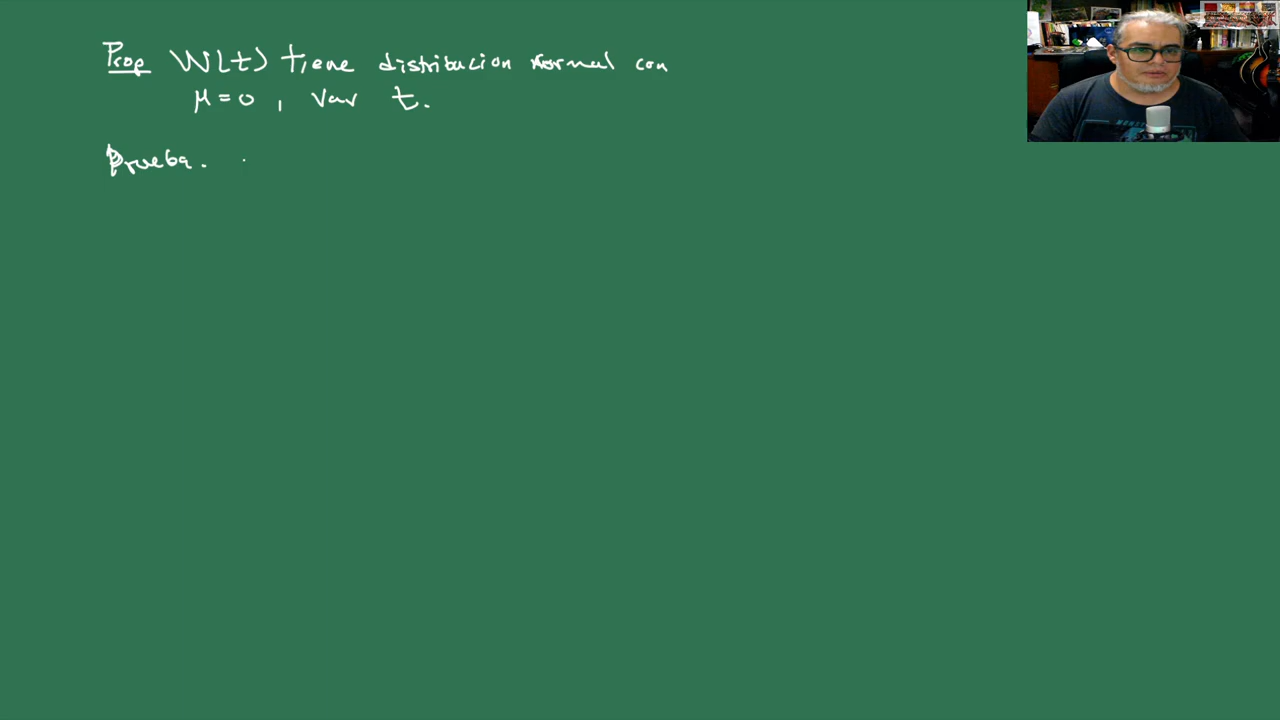 Prop W(t) tiene distribucion normal con
μ=0, Var t.
Prueba.